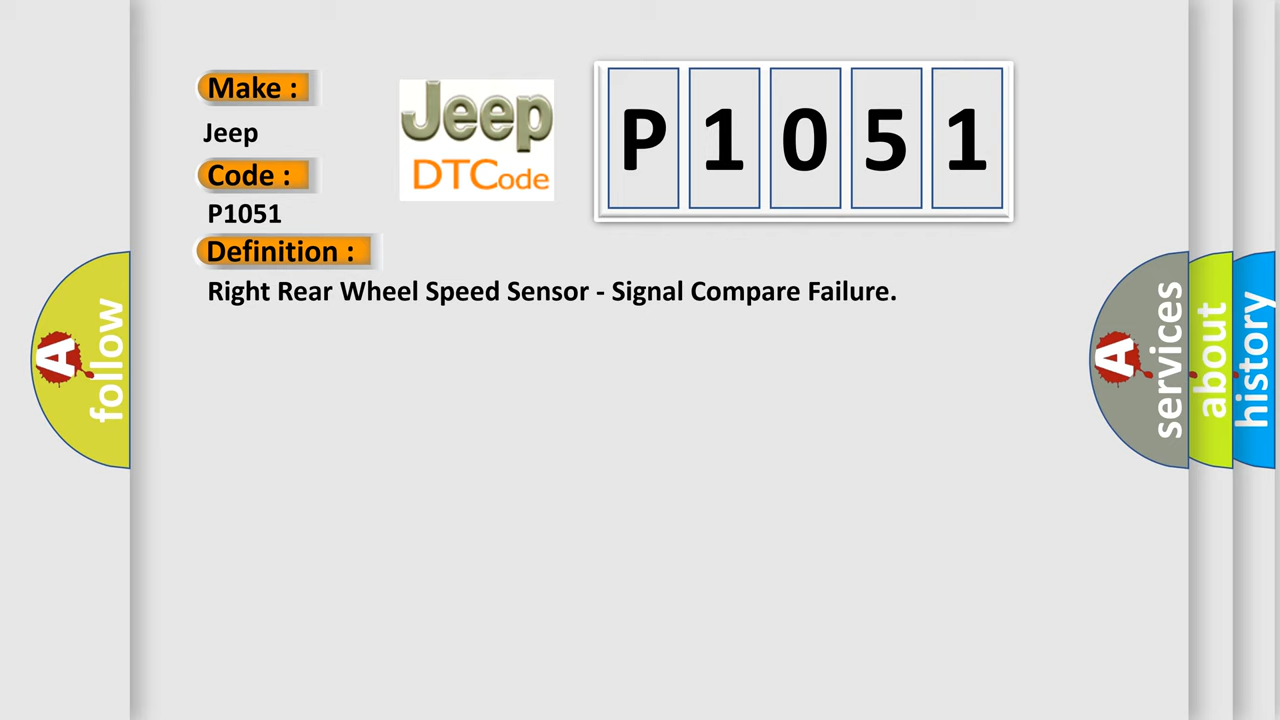 Make :
Jeep
Code :
P1051
Definition :
Right Rear Wheel Speed Sensor - Signal Compare Failure.
Jeep
DTCode
P 1 0 5 1
A follow
A services
about
history